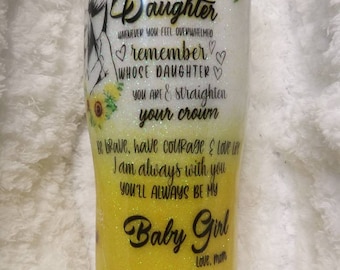 Daughter
WHENEVER YOU FEEL OVERWHELMED
remember
WHOSE DAUGHTER
YOU ARE & straighten
your crown
BE BRAVE, HAVE COURAGE & LOVE LIFE
I am always with you
YOU'LL ALWAYS BE MY
Baby Girl
Love, Mom